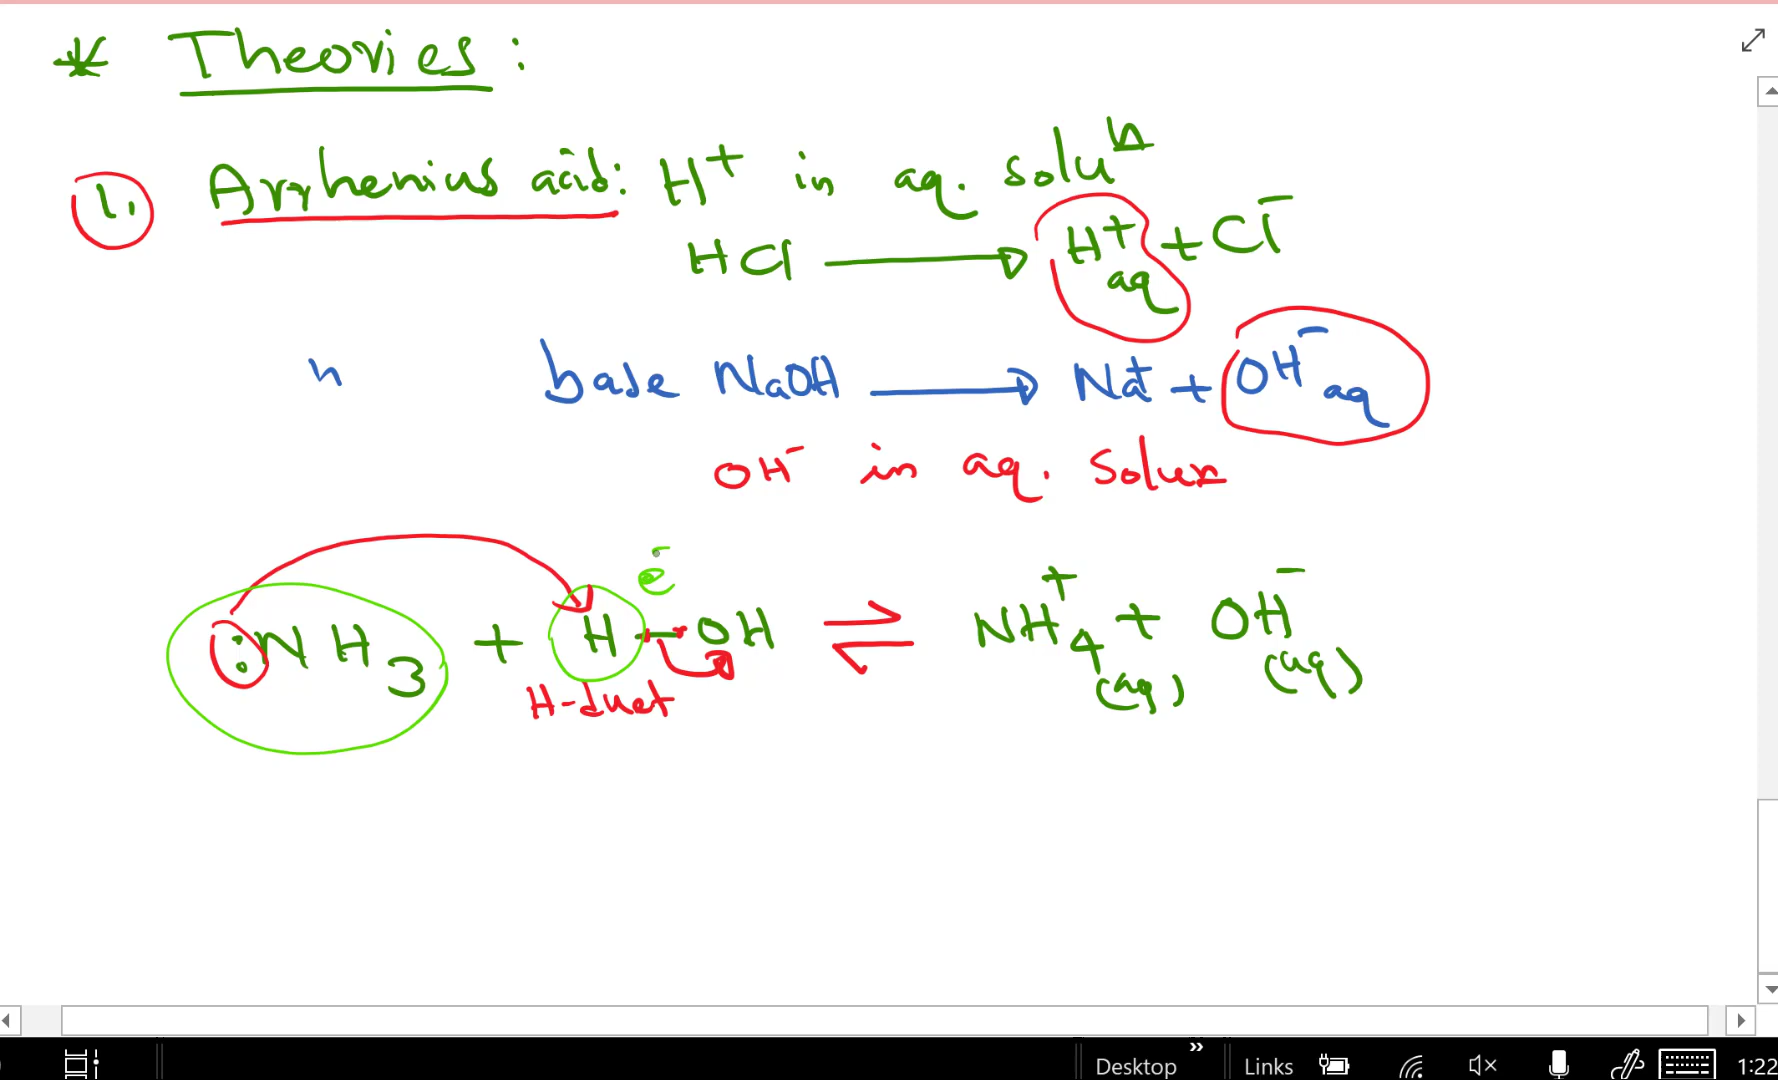 * Theories :
1. Arrhenius acid: H⁺ in aq. soluⁿ
HCl ⟶ H⁺aq + Cl⁻
〃 base NaOH ⟶ Na⁺ + OH⁻aq
OH⁻ in aq. soluⁿ
e⁻
:NH₃ + H–OH ⇌ NH₄⁺(aq) + OH⁻(aq)
H-duet
Desktop » Links 1:22